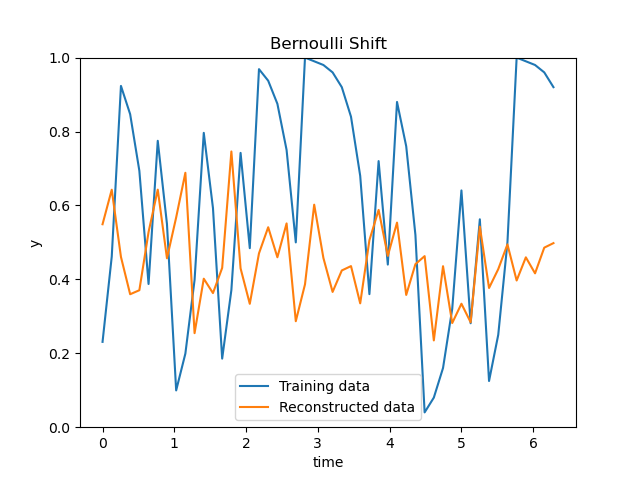 Bernoulli Shift
1.0
0.8
0.6
0.4
0.2
0.0
y
0 1 2 3 4 5 6
time
Training data
Reconstructed data